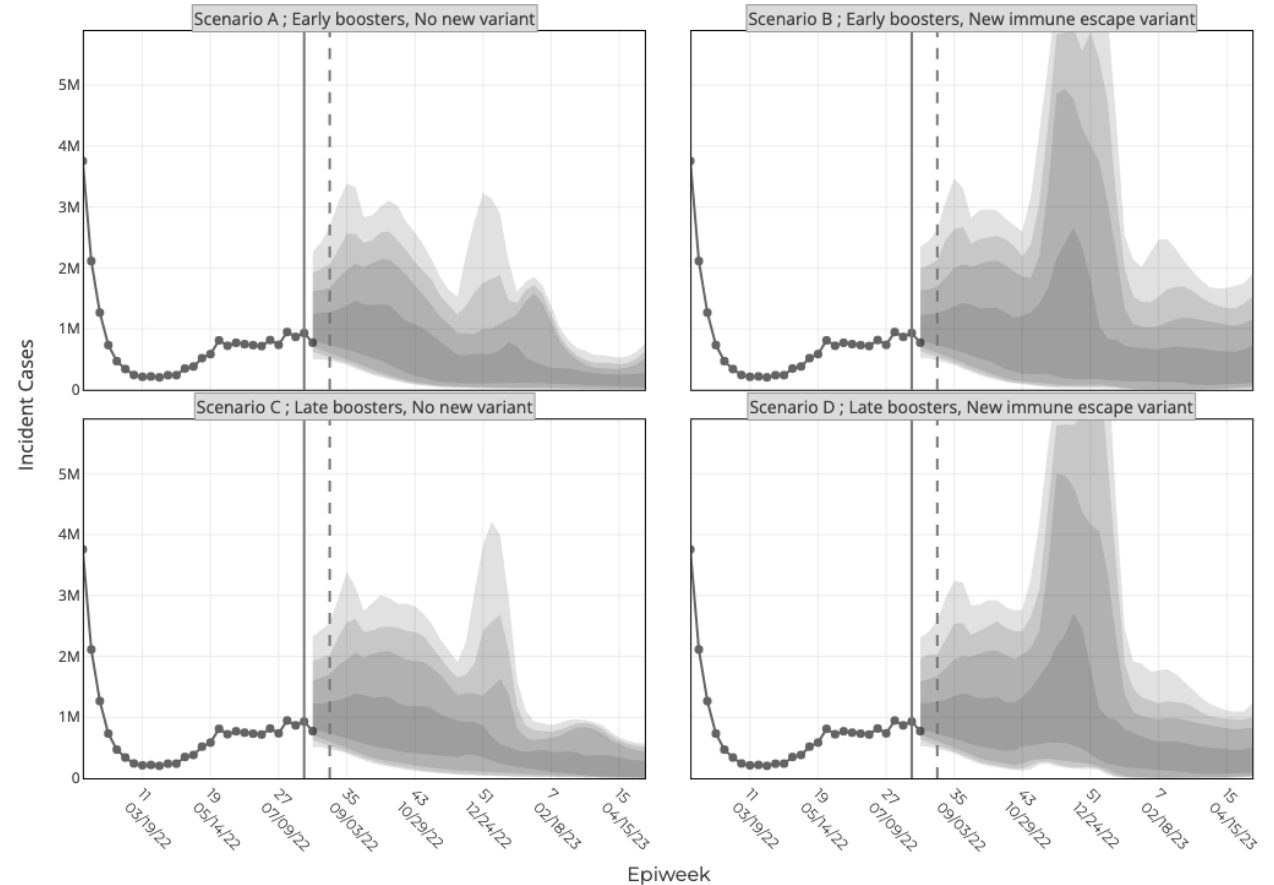 Scenario A ; Early boosters, No new variant
Scenario B ; Early boosters, New immune escape variant
5M
4M
3M
2M
1M
0
Scenario C ; Late boosters, No new variant
Scenario D ; Late boosters, New immune escape variant
5M
4M
3M
2M
1M
0
Incident Cases
11
03/19/22
19
05/14/22
27
07/09/22
35
09/03/22
43
10/29/22
51
12/24/22
7
02/18/23
15
04/15/23
11
03/19/22
19
05/14/22
27
07/09/22
35
09/03/22
43
10/29/22
51
12/24/22
7
02/18/23
15
04/15/23
Epiweek